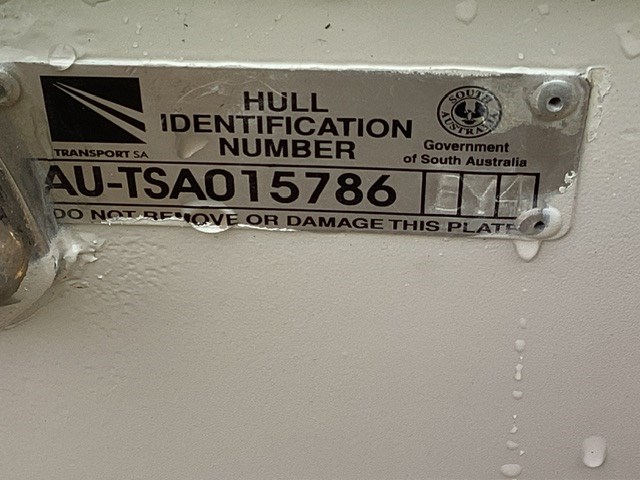 HULL
IDENTIFICATION
NUMBER
TRANSPORT SA
SOUTH
AUSTRALIA
Government
of South Australia
AU-TSA015786
DO NOT REMOVE OR DAMAGE THIS PLATE